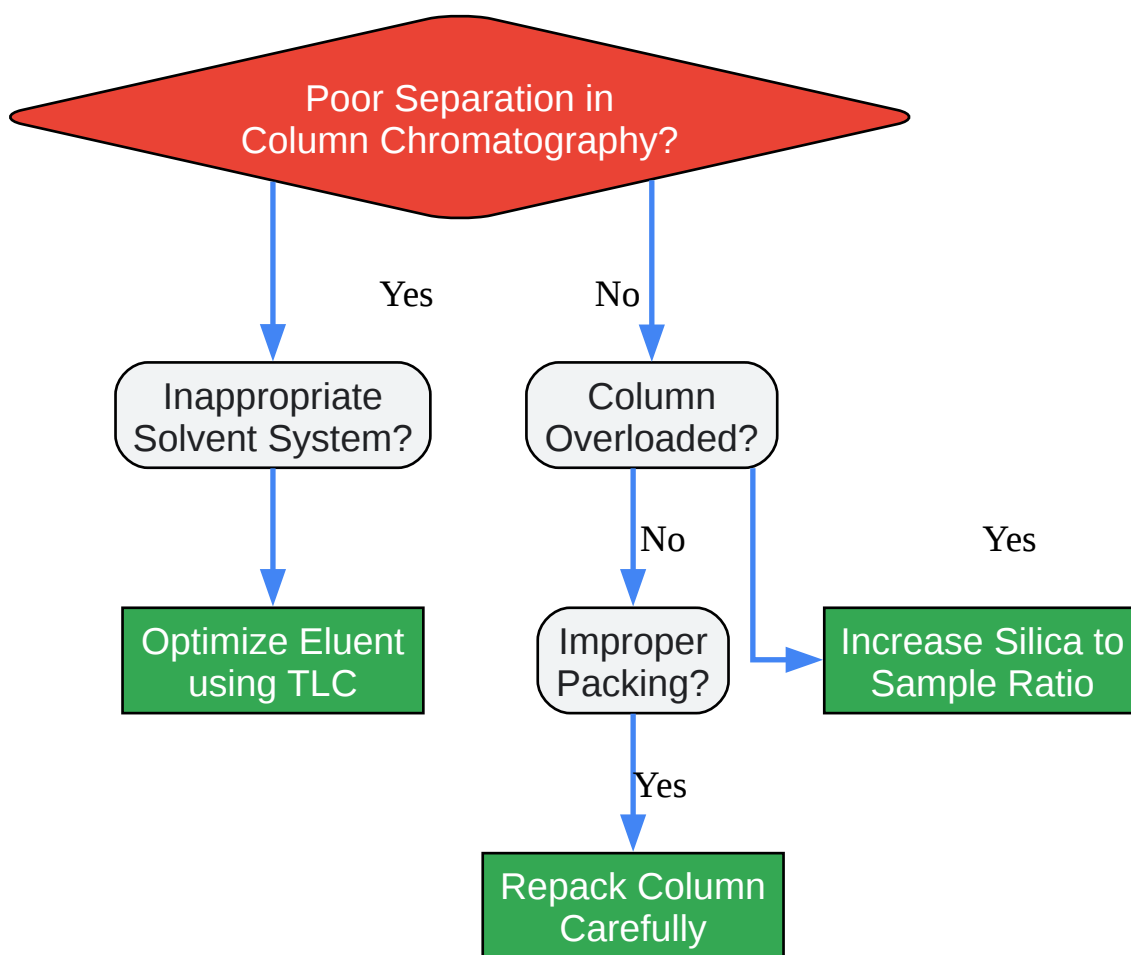 Poor Separation in
Column Chromatography?
Yes
No
Inappropriate
Solvent System?
Column
Overloaded?
No
Yes
Optimize Eluent
using TLC
Improper
Packing?
Increase Silica to
Sample Ratio
Yes
Repack Column
Carefully